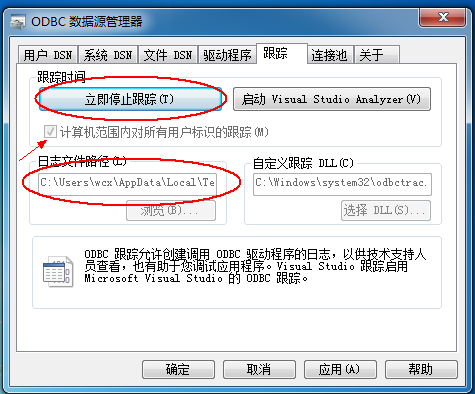 ODBC 数据源管理器
用户 DSN 系统 DSN 文件 DSN 驱动程序 跟踪 连接池 关于
跟踪时间
立即停止跟踪(T) 启动 Visual Studio Analyzer(V)
计算机范围内对所有用户标识的跟踪(M)
日志文件路径(L) 自定义跟踪 DLL(C)
C:\Users\wcx\AppData\Local\Te C:\Windows\system32\odbctrac.
浏览(B)... 选择 DLL(S)...
ODBC 跟踪允许创建调用 ODBC 驱动程序的日志，以供技术支持人
员查看，也有助于您调试应用程序。Visual Studio 跟踪启用
Microsoft Visual Studio 的 ODBC 跟踪。
确定 取消 应用(A) 帮助